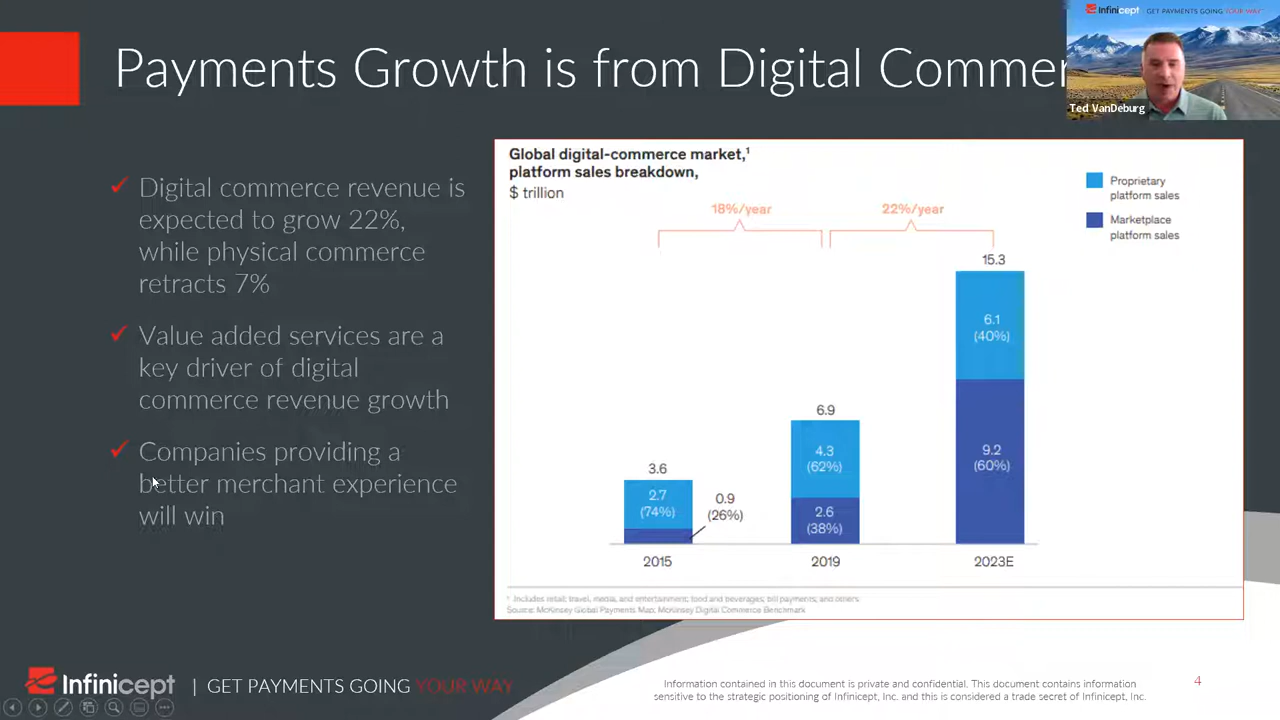 Infinicept GET PAYMENTS GOING YOUR WAY
Payments Growth is from Digital Commer
Ted VanDeburg
Digital commerce revenue is
expected to grow 22%,
while physical commerce
retracts 7%
Value added services are a
key driver of digital
commerce revenue growth
Companies providing a
better merchant experience
will win
Global digital-commerce market,¹
platform sales breakdown,
$ trillion
18%/year
22%/year
Proprietary
platform sales
Marketplace
platform sales
3.6
2.7
(74%)
0.9
(26%)
6.9
4.3
(62%)
2.6
(38%)
15.3
6.1
(40%)
9.2
(60%)
2015
2019
2023E
¹ Includes retail; travel, media, and entertainment; food and beverages; bill payments; and others.
Source: McKinsey Global Payments Map; McKinsey Digital Commerce Benchmark
Infinicept | GET PAYMENTS GOING YOUR WAY
Information contained in this document is private and confidential. This document contains information
sensitive to the strategic positioning of Infinicept, Inc. and this is considered a trade secret of Infinicept, Inc.
4